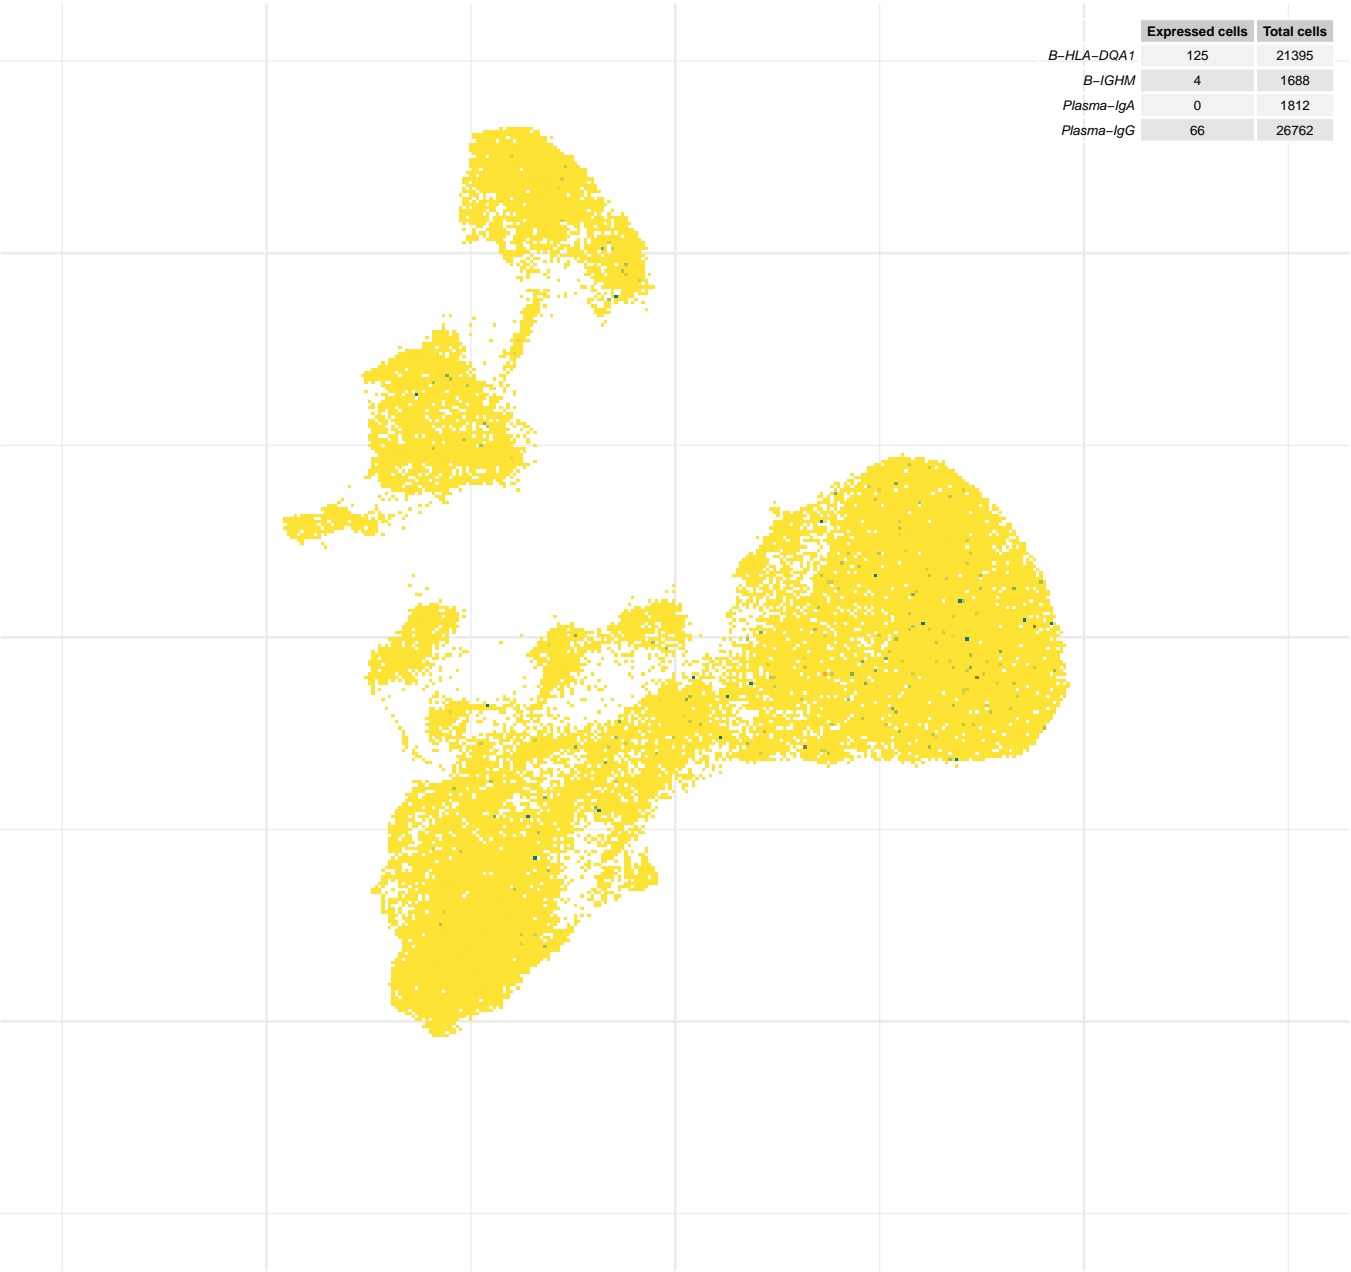 Expressed cells Total cells
B−HLA−DQA1 125 21395
B−IGHM 4 1688
Plasma−IgA 0 1812
Plasma−IgG 66 26762